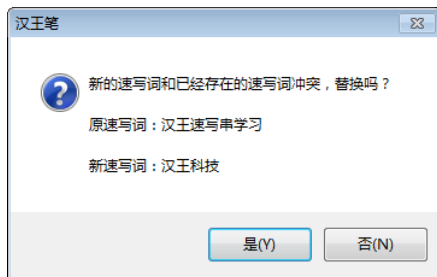 汉王笔
新的速写词和已经存在的速写词冲突，替换吗？
原速写词：汉王速写串学习
新速写词：汉王科技
是(Y)
否(N)